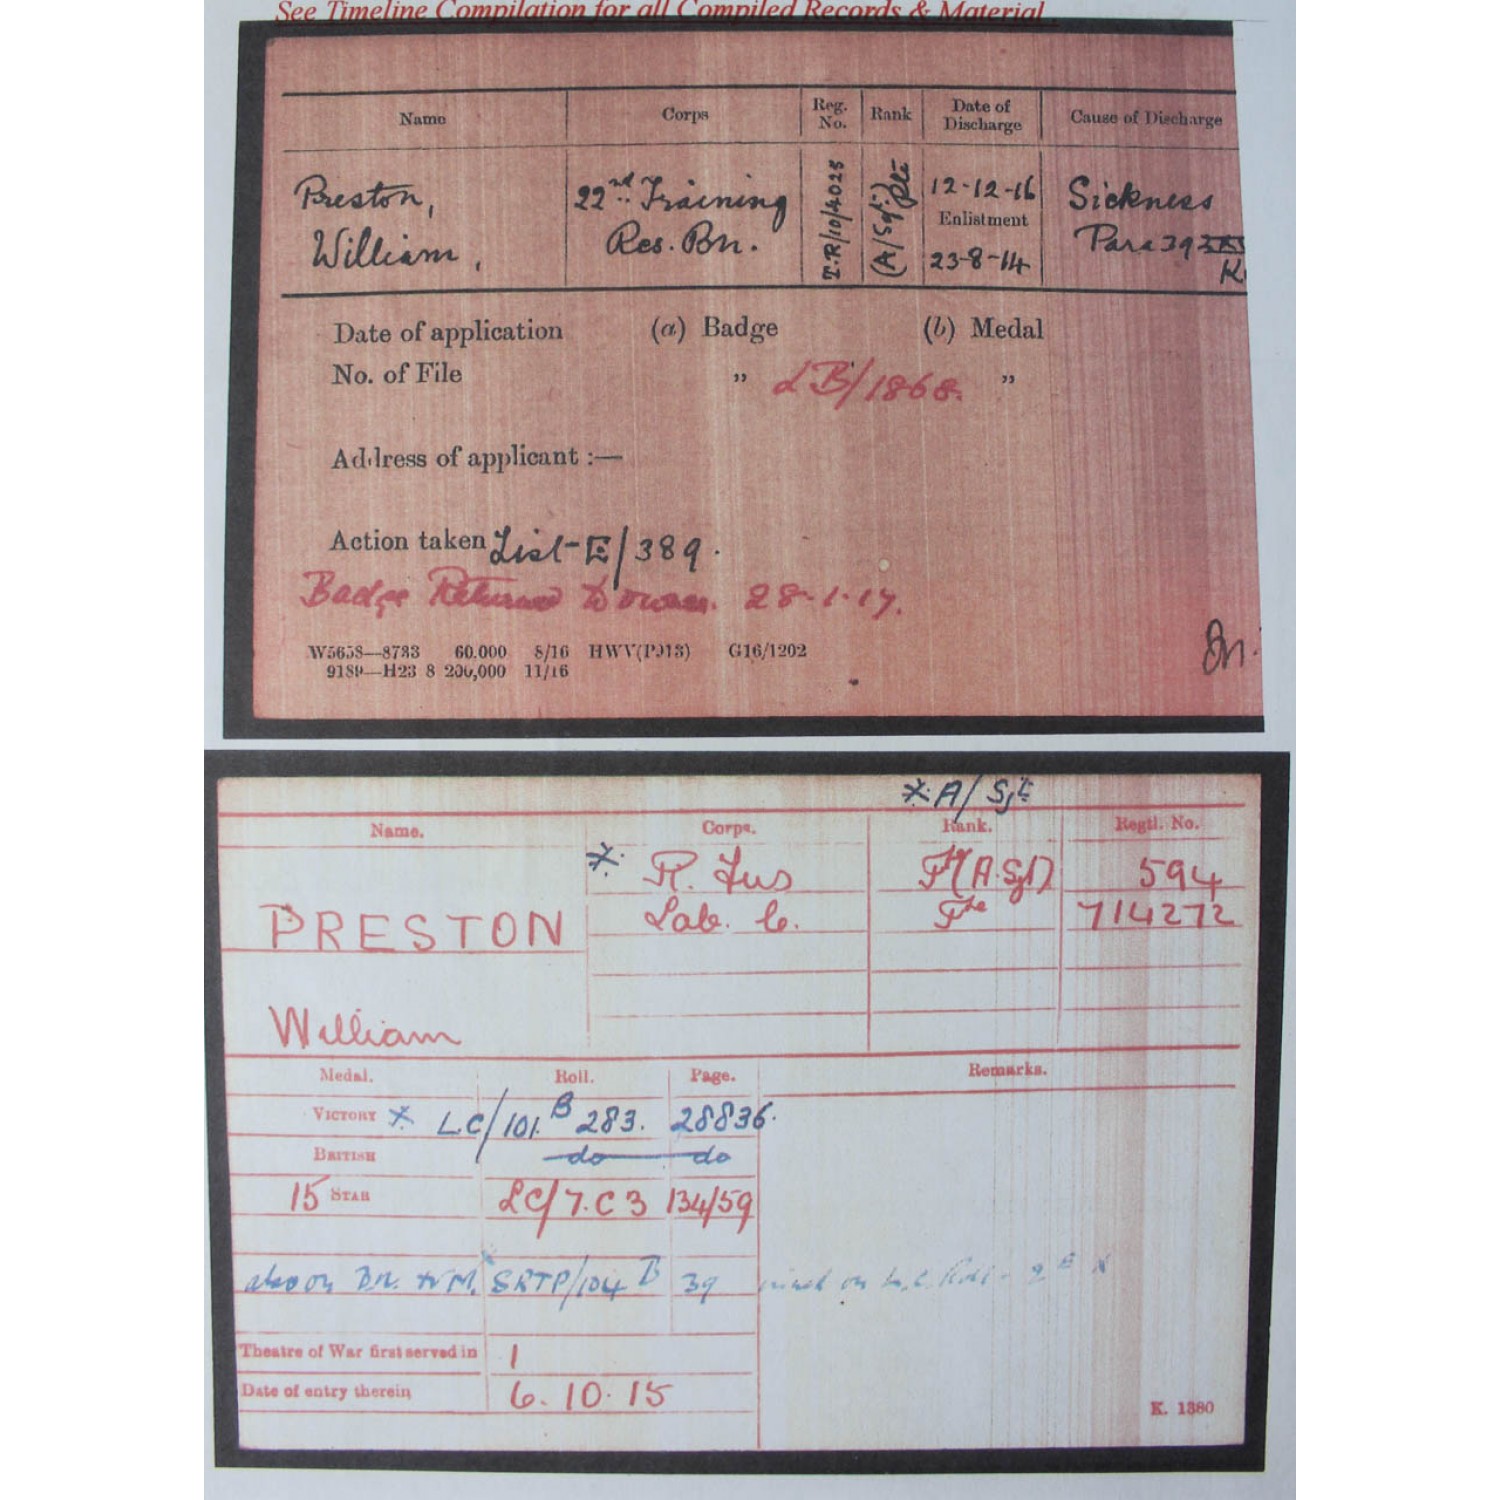 See Timeline Compilation for all Compiled Records & Material
Name Corps Reg. No. Rank Date of Discharge Cause of Discharge
Preston, William, 22nd Training Res. Bn. T.R/10/4025 (A/Sgt) Pte 12-12-16 Enlistment 23-8-14 Sickness Para 392
K
Date of application (a) Badge (b) Medal
No. of File " LB/1868. "
Address of applicant :—
Action taken List-E/389.
Badge Returned to owner. 28-1-17.
W5658—8733 60.000 8/16 HWV(P913) G16/1202
9189—H23 8 200,000 11/16
* A/Sgt
Name. Corps. Rank. Regtl. No.
* R. Fus Pte (A.Sgt) 594
PRESTON Lab. C. Pte 714272
William
Medal. Roll. Page. Remarks.
VICTORY * LC/101 B 283. 28836.
BRITISH do do
15 STAR LC/7.C3 134/59
also on SRTP/104 B 39
Theatre of War first served in 1
Date of entry therein 6.10.15
K. 1380